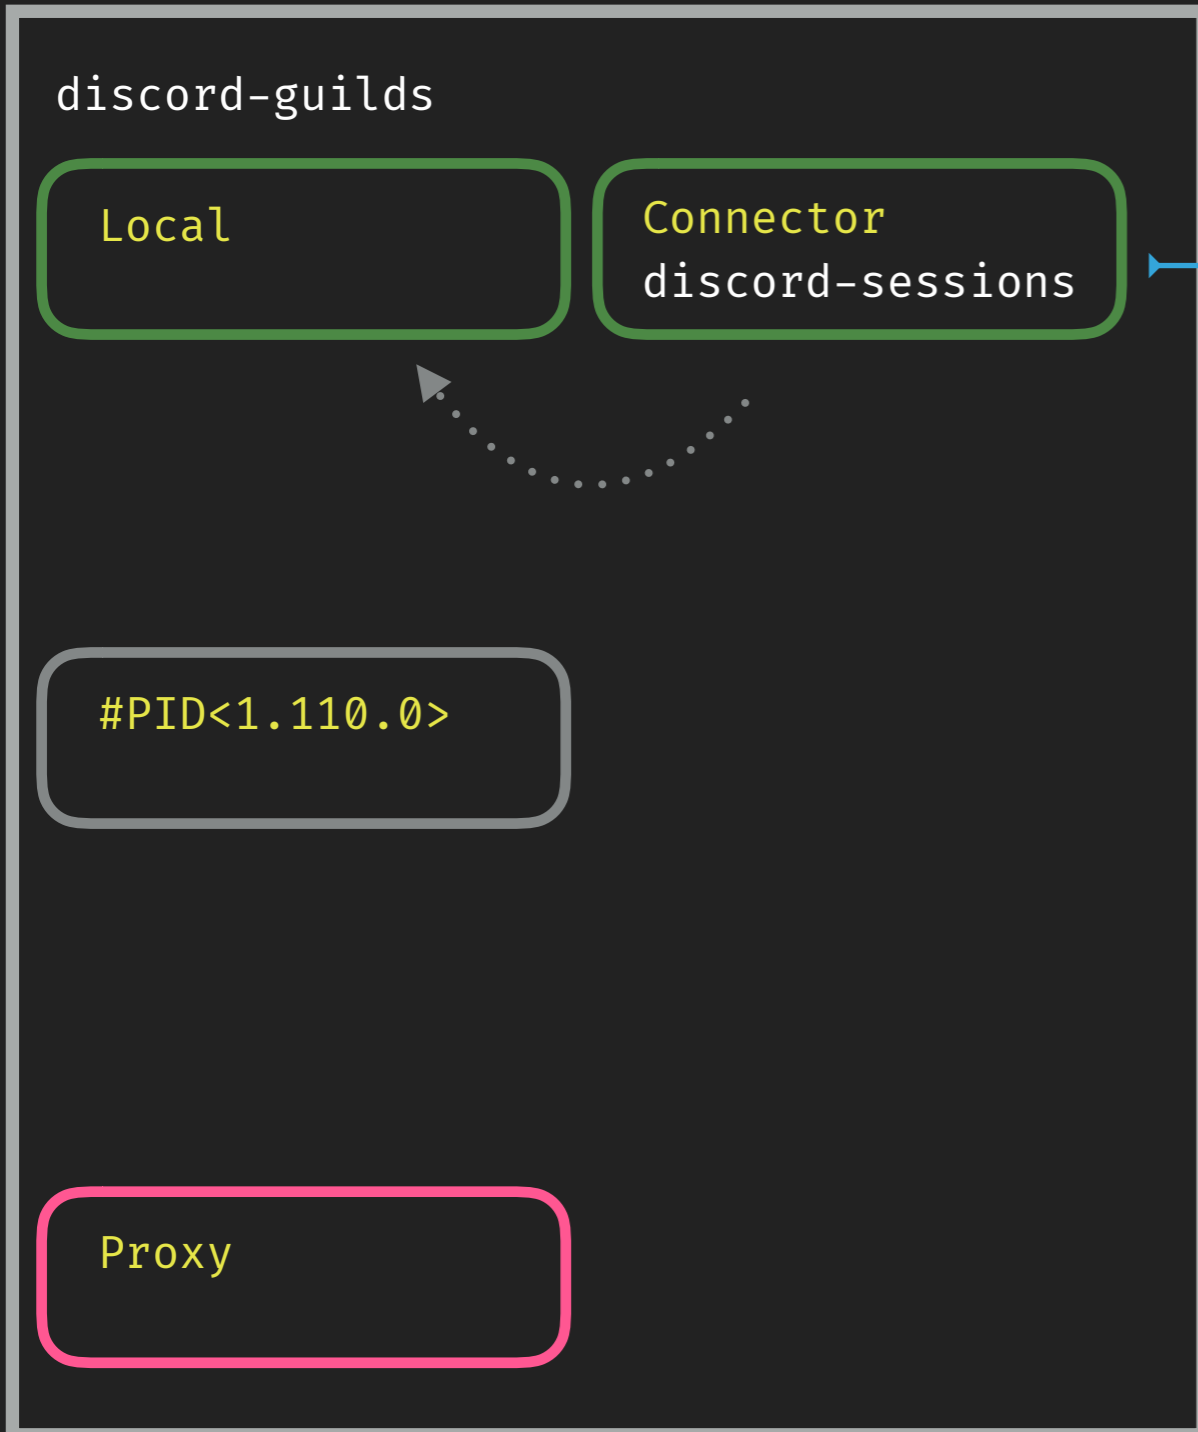 discord-guilds
Local
Connector
discord-sessions
#PID<1.110.0>
Proxy